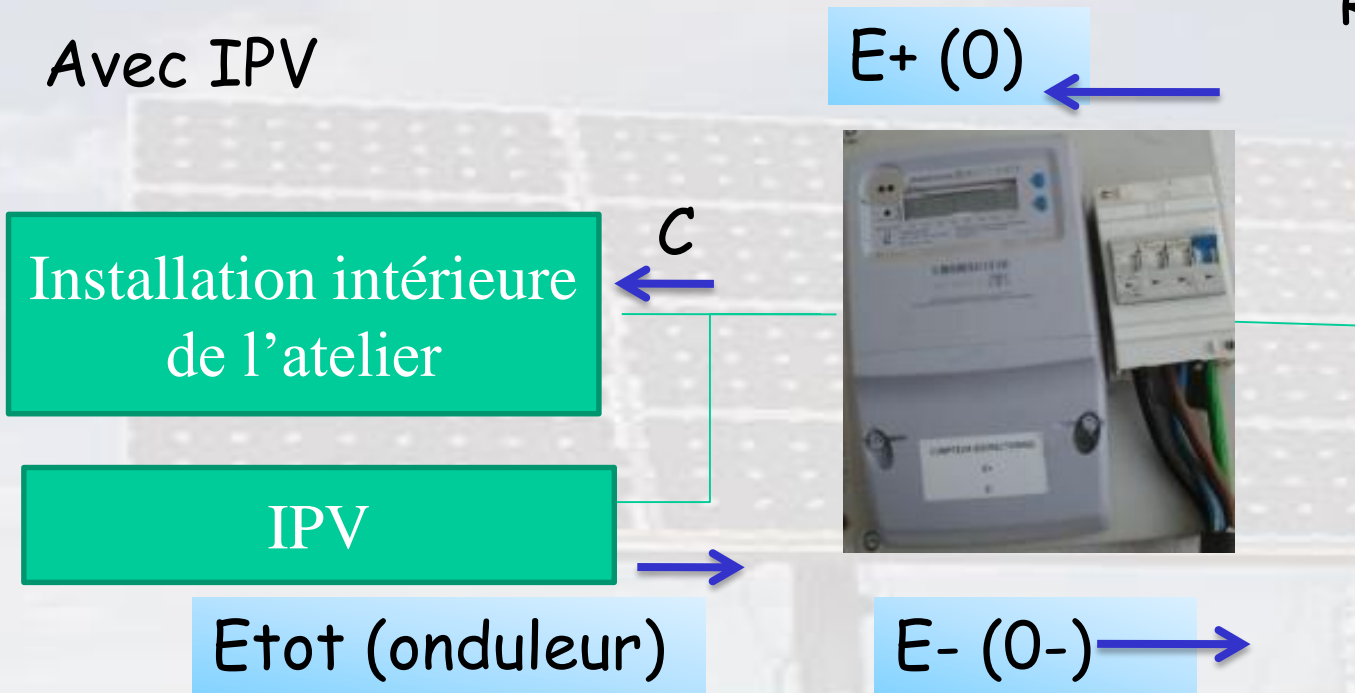 Avec IPV
E+ (0)
C
Installation intérieure
de l'atelier
IPV
Etot (onduleur)
E- (0-)